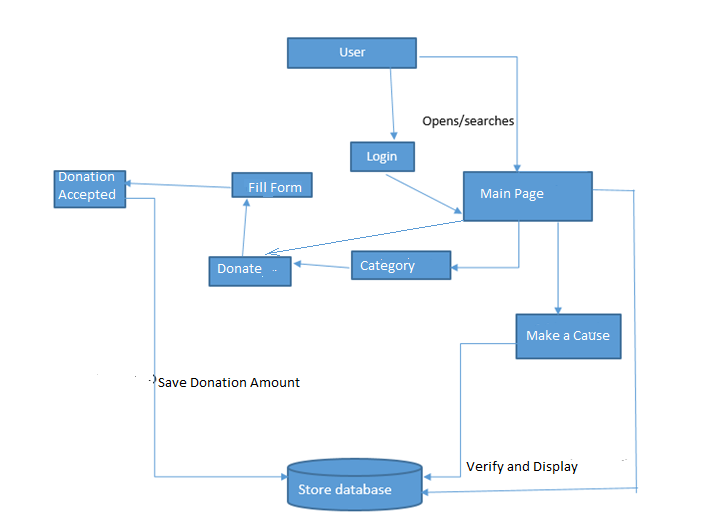 User
Opens/searches
Login
Donation
Accepted
Fill Form
Main Page
Donate
Category
Make a Cause
Save Donation Amount
Verify and Display
Store database